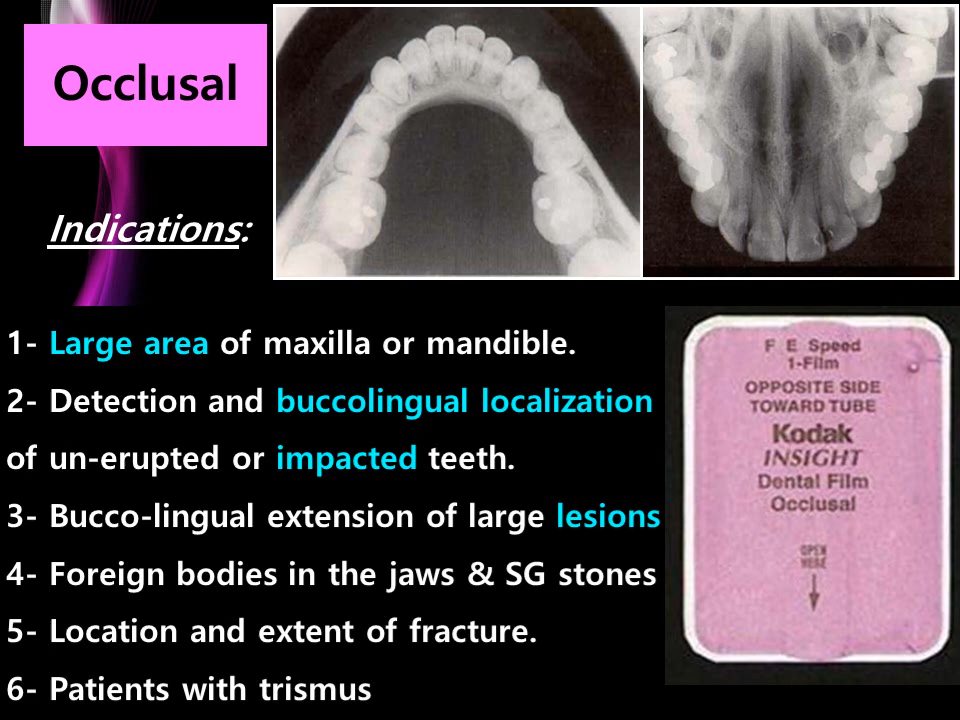 Occlusal
Indications:
1- Large area of maxilla or mandible.
2- Detection and buccolingual localization
of un-erupted or impacted teeth.
3- Bucco-lingual extension of large lesions
4- Foreign bodies in the jaws & SG stones
5- Location and extent of fracture.
6- Patients with trismus
F E Speed
1-Film
OPPOSITE SIDE
TOWARD TUBE
Kodak
INSIGHT
Dental Film
Occlusal
OPEN
HERE